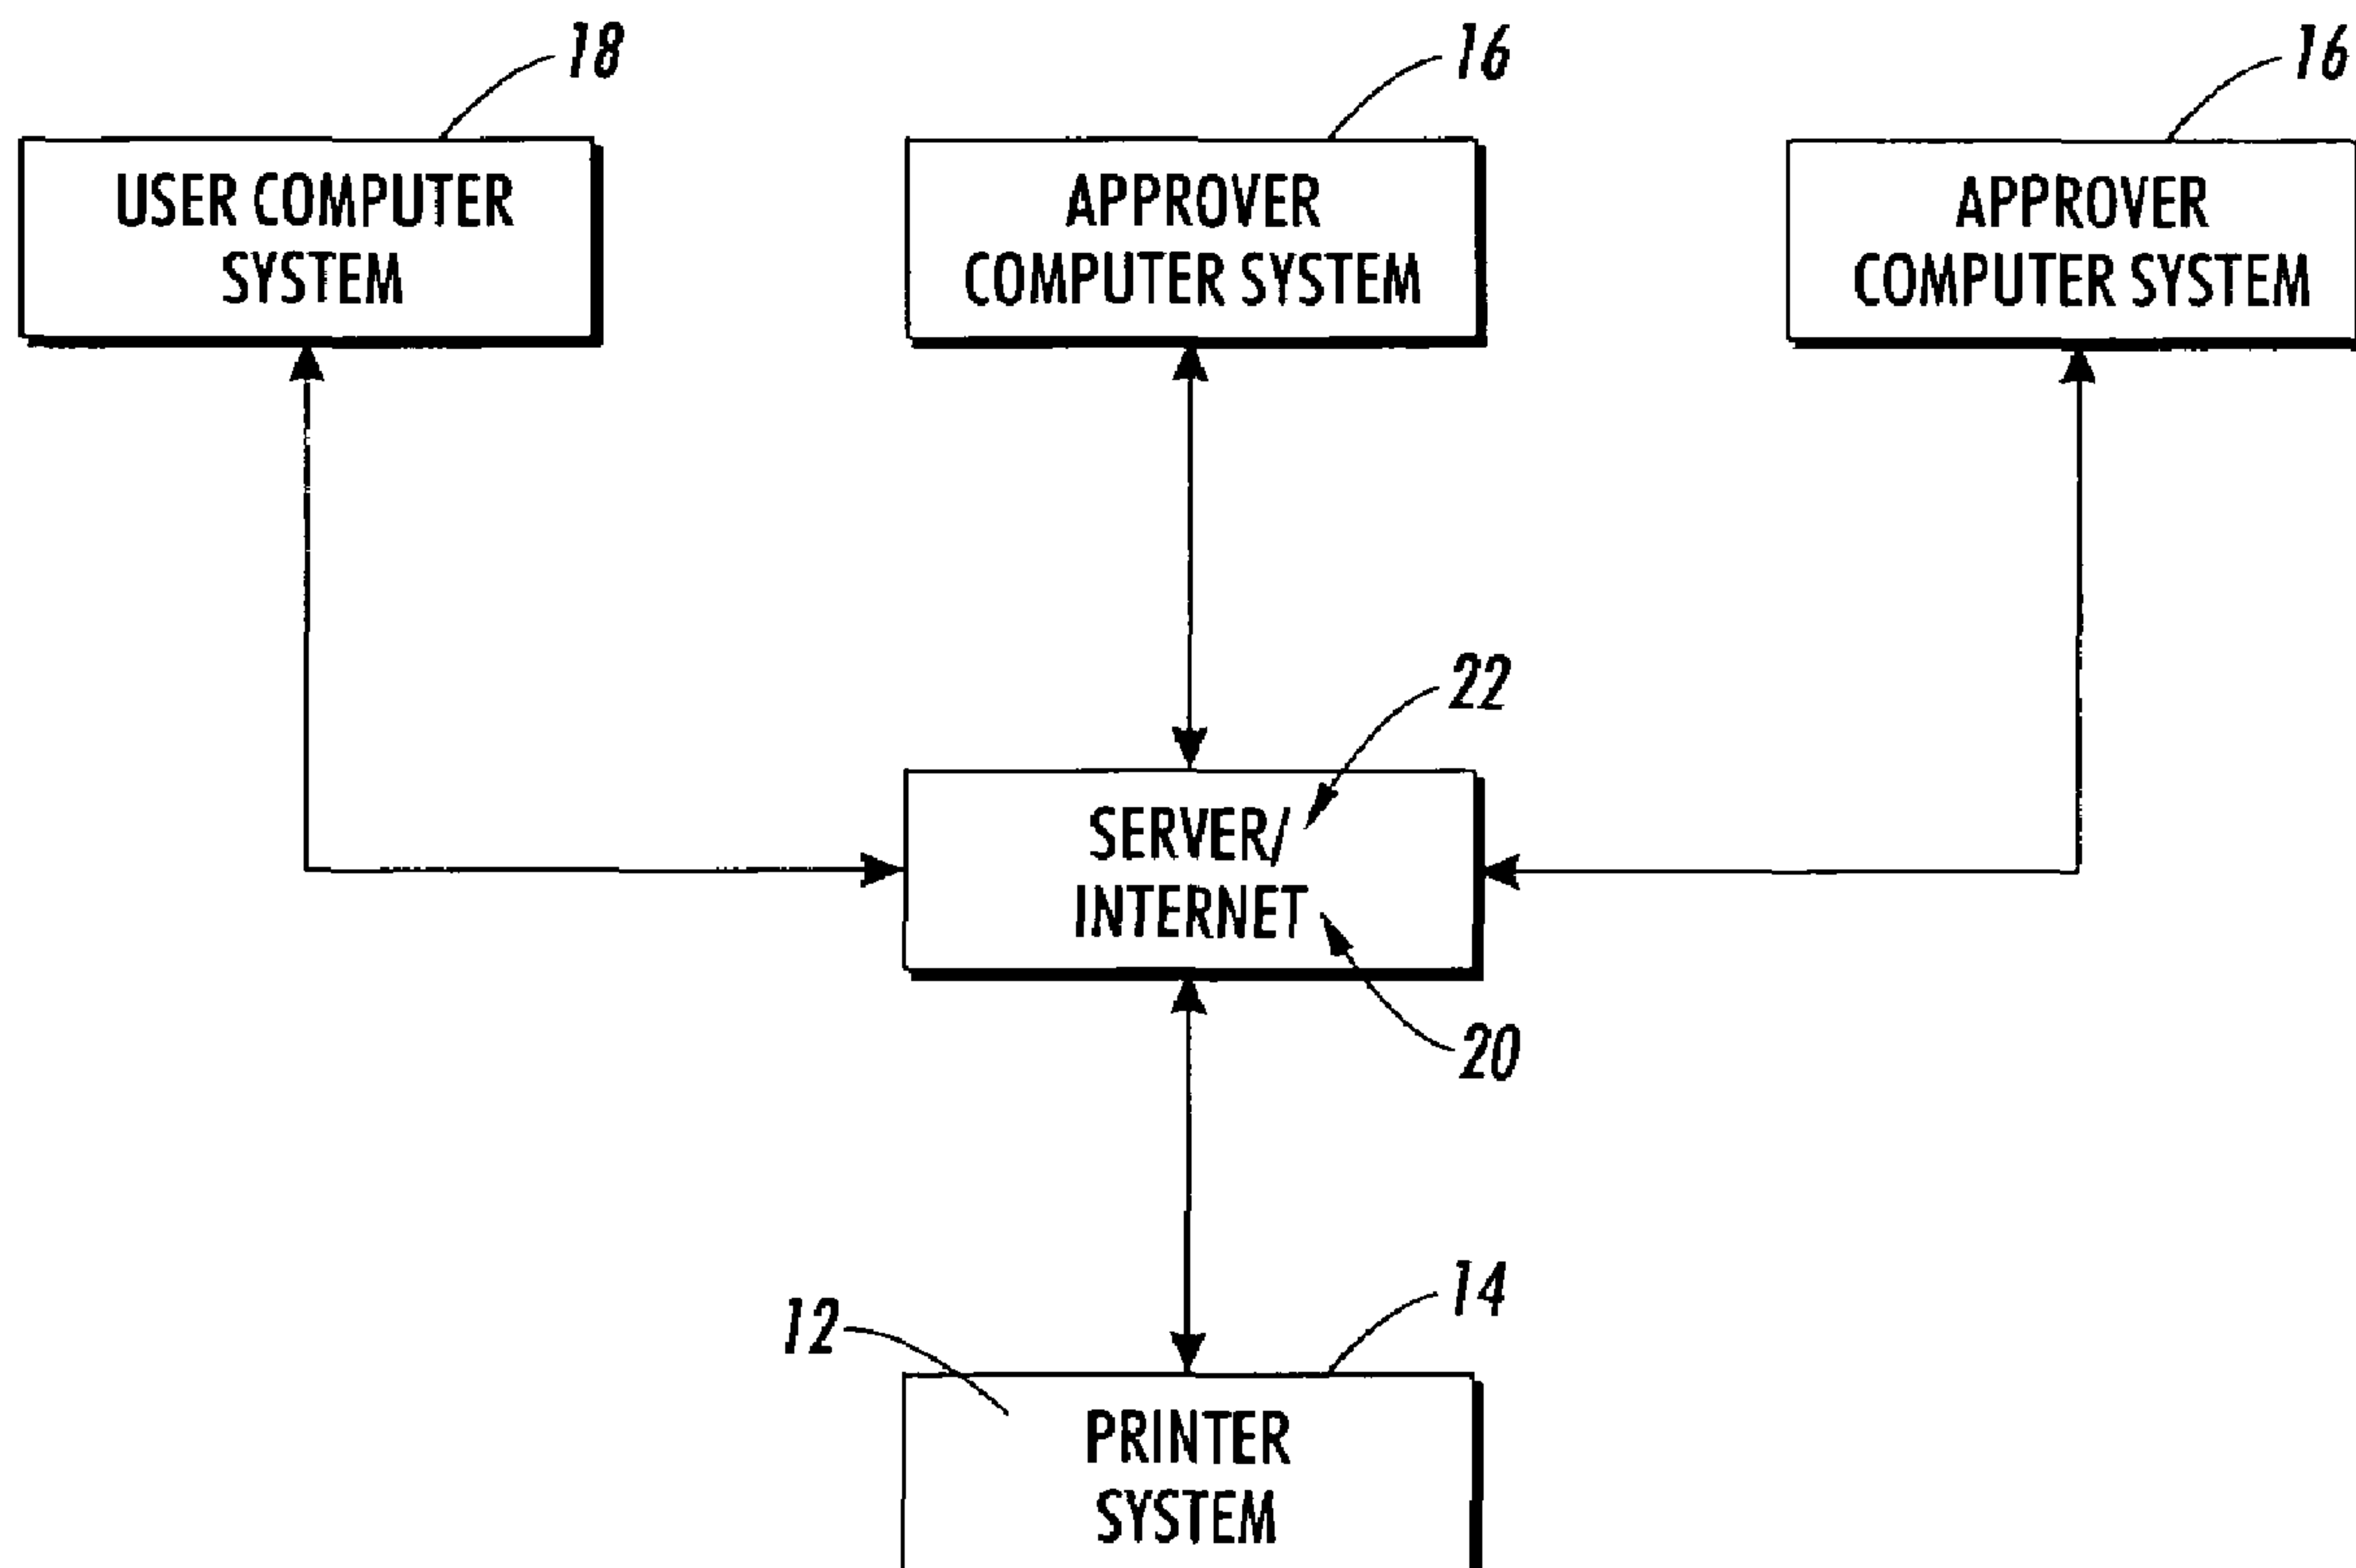 18
16
16
USER COMPUTER
SYSTEM
APPROVER
COMPUTER SYSTEM
APPROVER
COMPUTER SYSTEM
22
SERVER/
INTERNET
20
14
12
PRINTER
SYSTEM